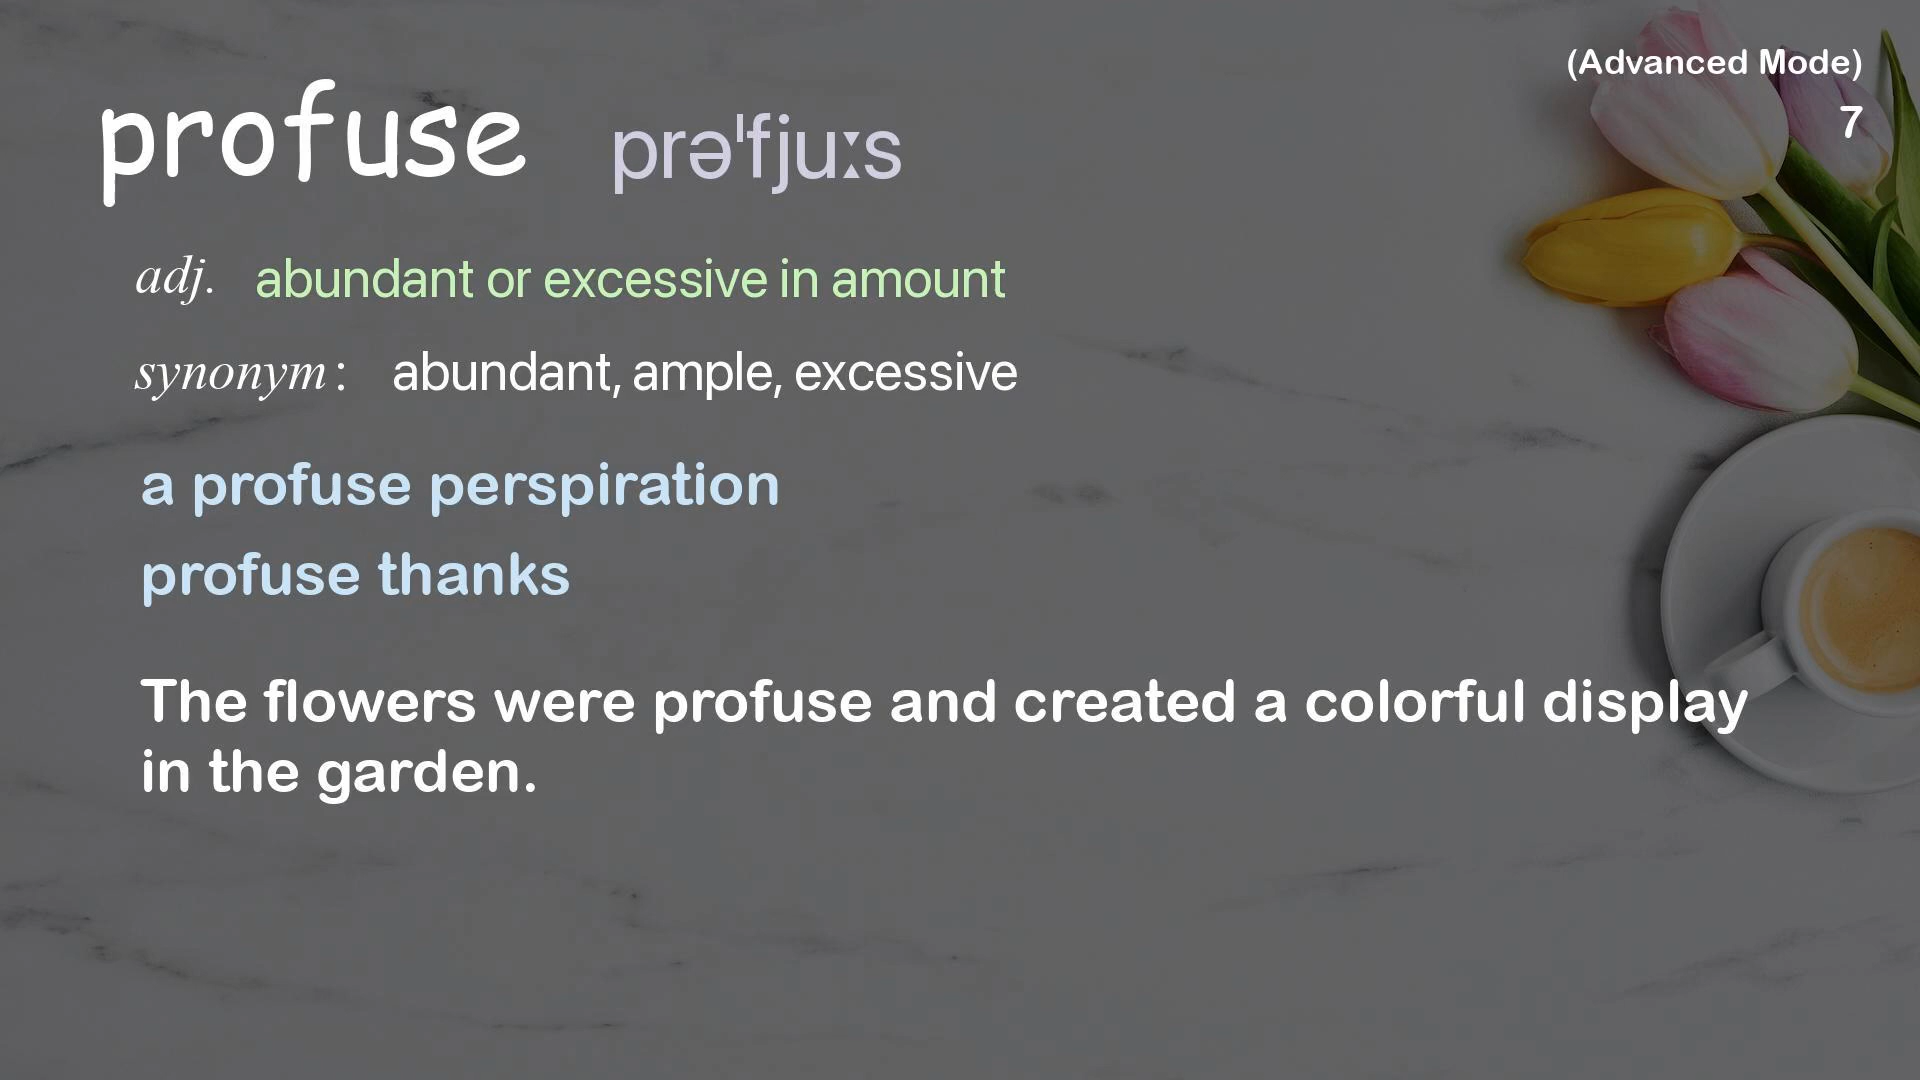 (Advanced Mode)
7
profuse prəˈfjuːs
adj. abundant or excessive in amount
synonym: abundant, ample, excessive
a profuse perspiration
profuse thanks
The flowers were profuse and created a colorful display
in the garden.